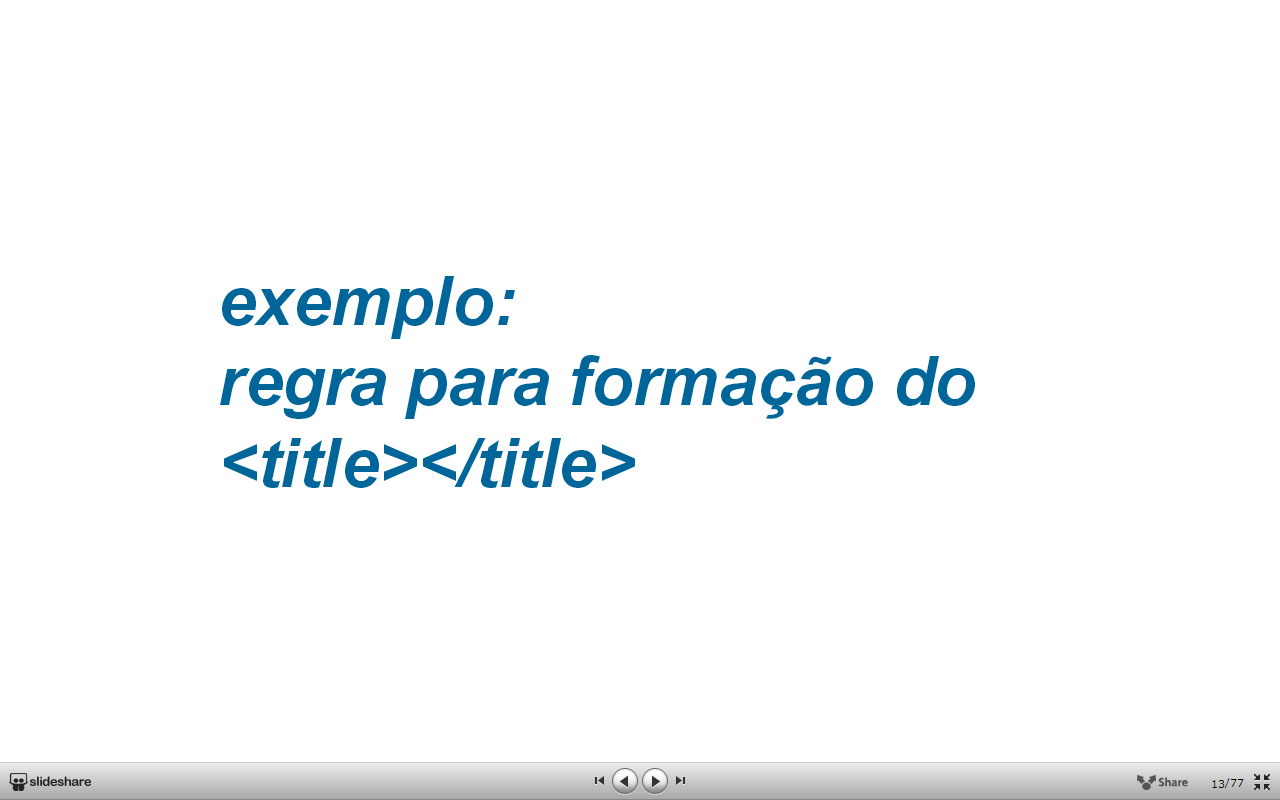 exemplo:
regra para formação do
<title></title>
slideshare
Share
13/77